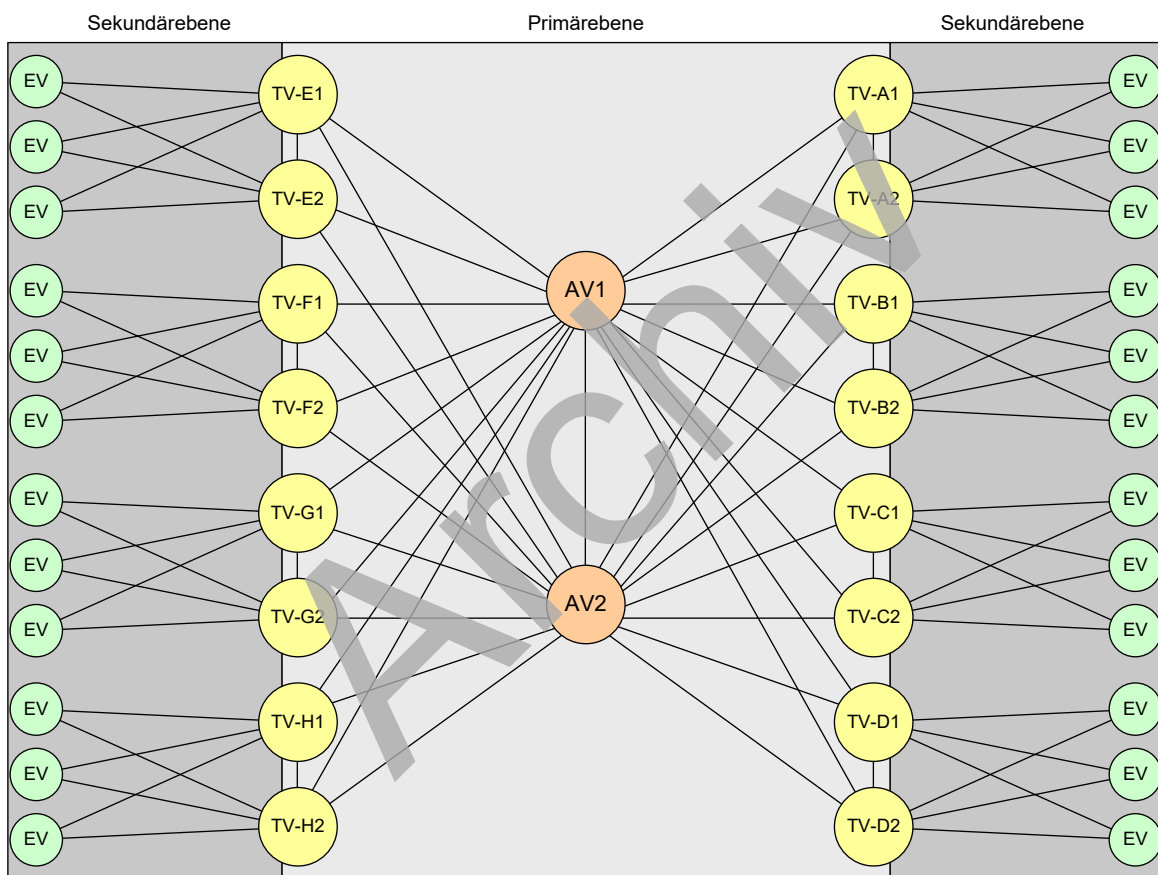 Sekundärebene Primärebene Sekundärebene
EV TV-E1 TV-A1 EV
EV EV
TV-E2 TV-A2
EV EV
AV1
EV TV-F1 TV-B1 EV
EV EV
TV-F2 TV-B2
EV EV
EV TV-G1 TV-C1 EV
EV EV
AV2
TV-G2 TV-C2
EV EV
EV TV-H1 TV-D1 EV
EV EV
TV-H2 TV-D2
EV EV
Archiv